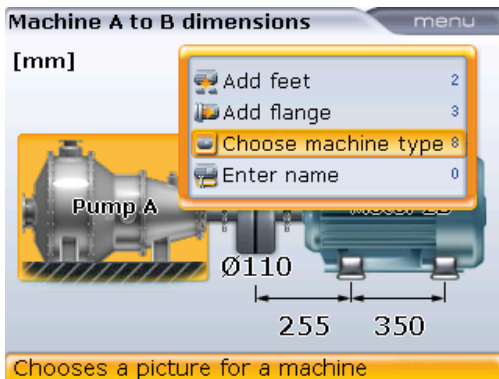 Machine A to B dimensions
menu
[mm]
Add feet 2
Add flange 3
Choose machine type 8
Enter name 0
Pump A
Ø110
255 350
Chooses a picture for a machine